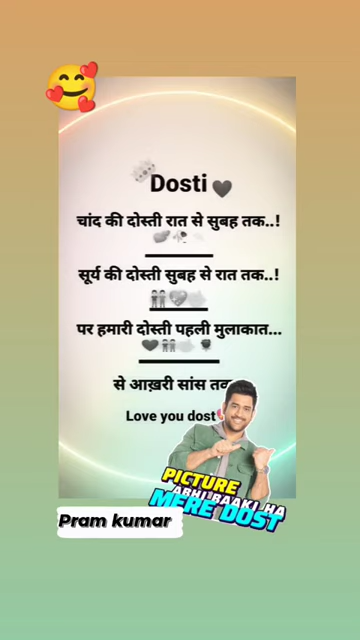 Dosti
चांद की दोस्ती रात से सुबह तक..!
सूर्य की दोस्ती सुबह से रात तक..!
पर हमारी दोस्ती पहली मुलाकात...
से आख़री सांस तक
Love you dost
PICTURE
ABHI BAAKI HA
MERE DOST
Pram kumar